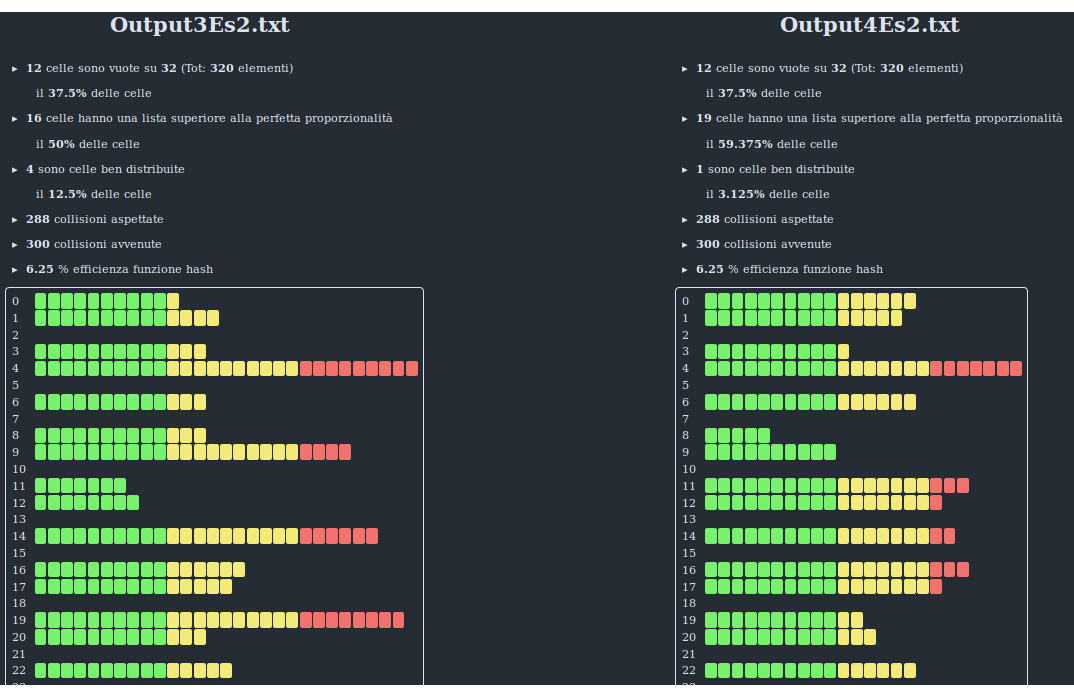 Output3Es2.txt
▸ 12 celle sono vuote su 32 (Tot: 320 elementi)
il 37.5% delle celle
▸ 16 celle hanno una lista superiore alla perfetta proporzionalità
il 50% delle celle
▸ 4 sono celle ben distribuite
il 12.5% delle celle
▸ 288 collisioni aspettate
▸ 300 collisioni avvenute
▸ 6.25 % efficienza funzione hash
0
1
2
3
4
5
6
7
8
9
10
11
12
13
14
15
16
17
18
19
20
21
22
Output4Es2.txt
▸ 12 celle sono vuote su 32 (Tot: 320 elementi)
il 37.5% delle celle
▸ 19 celle hanno una lista superiore alla perfetta proporzionalità
il 59.375% delle celle
▸ 1 sono celle ben distribuite
il 3.125% delle celle
▸ 288 collisioni aspettate
▸ 300 collisioni avvenute
▸ 6.25 % efficienza funzione hash
0
1
2
3
4
5
6
7
8
9
10
11
12
13
14
15
16
17
18
19
20
21
22